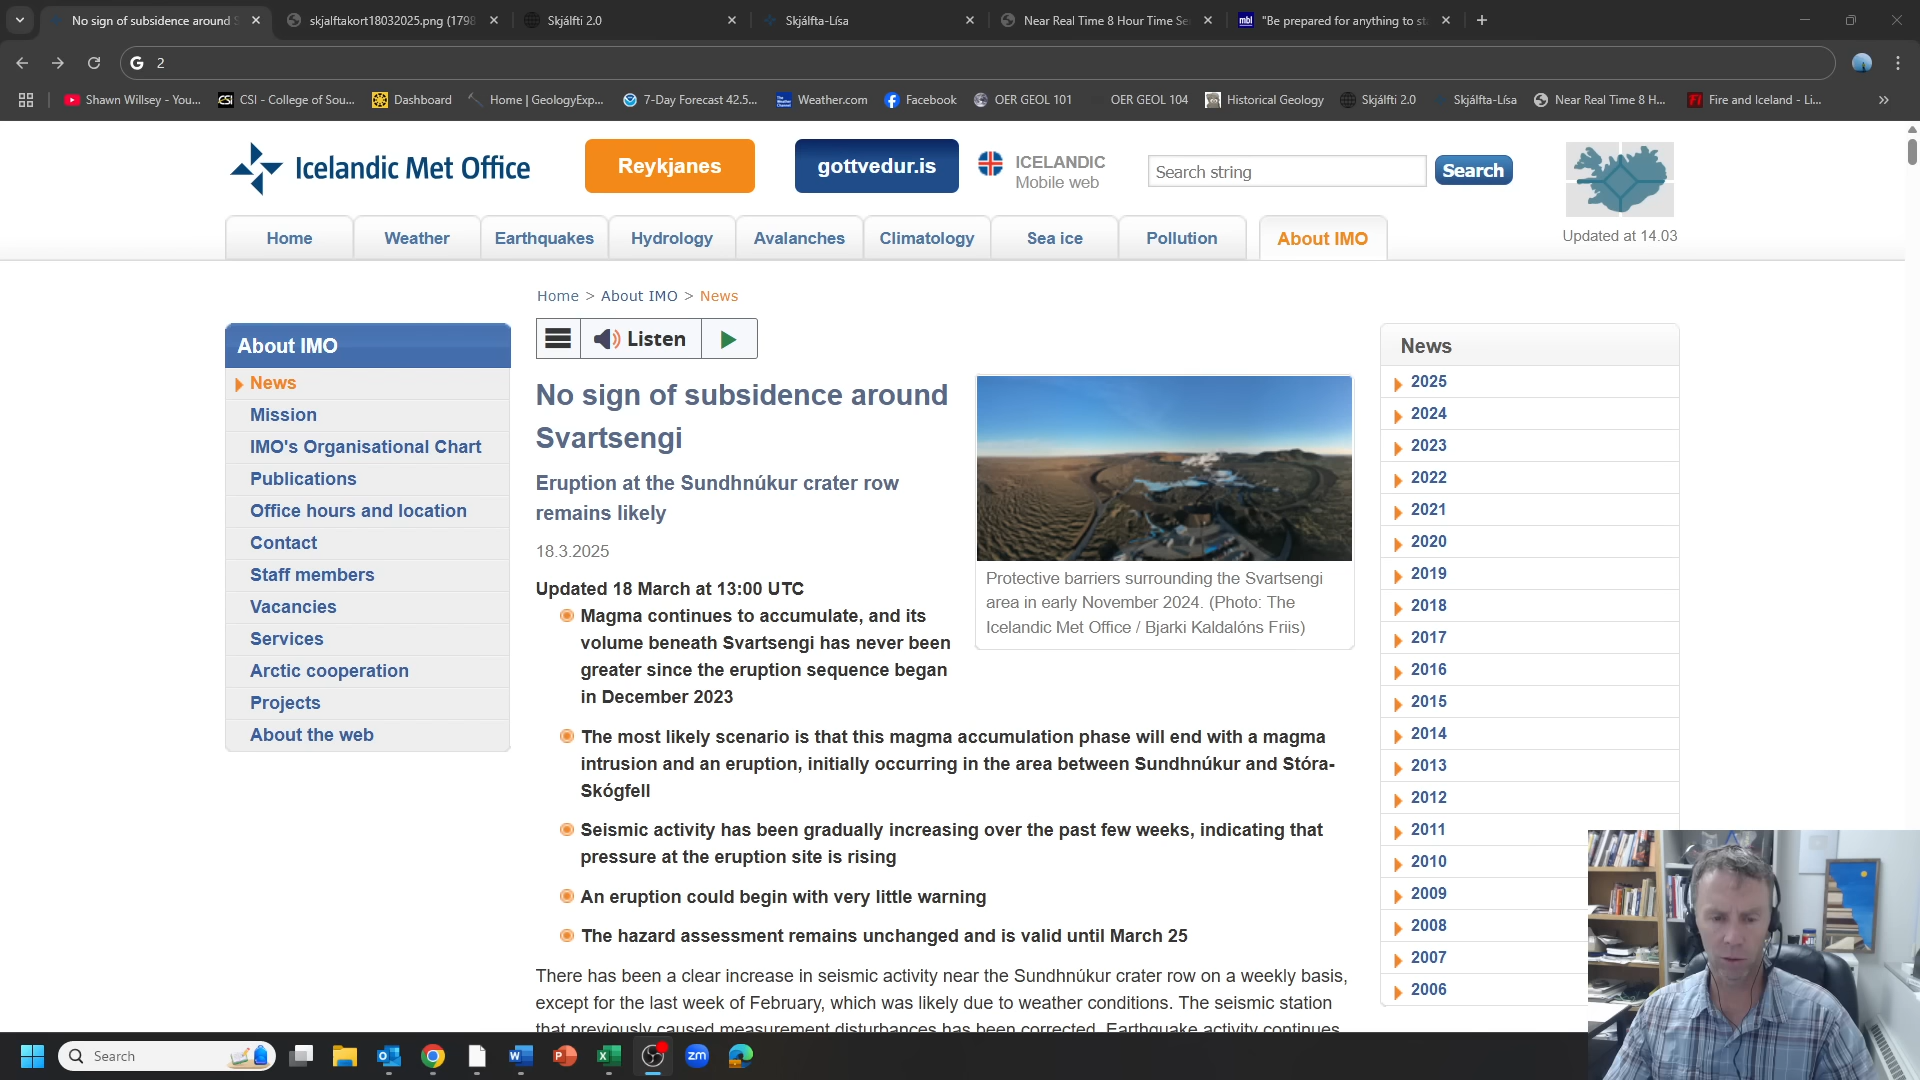 No sign of subsidence around S
skjalftakort18032025.png (1798
Skjálfti 2.0
Skjálfta-Lísa
Near Real Time 8 Hour Time Se
mbl
"Be prepared for anything to st
2
Shawn Willsey - You...
CSI - College of Sou...
Dashboard
Home | GeologyExp...
7-Day Forecast 42.5...
Weather.com
Facebook
OER GEOL 101
OER GEOL 104
Historical Geology
Skjálfti 2.0
Skjálfta-Lísa
Near Real Time 8 H...
Fire and Iceland - Li...
Icelandic Met Office
Reykjanes
gottvedur.is
ICELANDIC
Mobile web
Search string
Search
Updated at 14.03
Home
Weather
Earthquakes
Hydrology
Avalanches
Climatology
Sea ice
Pollution
About IMO
Home > About IMO > News
Listen
About IMO
News
Mission
IMO's Organisational Chart
Publications
Office hours and location
Contact
Staff members
Vacancies
Services
Arctic cooperation
Projects
About the web
No sign of subsidence around
Svartsengi
Eruption at the Sundhnúkur crater row
remains likely
18.3.2025
Updated 18 March at 13:00 UTC
Magma continues to accumulate, and its
volume beneath Svartsengi has never been
greater since the eruption sequence began
in December 2023
The most likely scenario is that this magma accumulation phase will end with a magma
intrusion and an eruption, initially occurring in the area between Sundhnúkur and Stóra-
Skógfell
Seismic activity has been gradually increasing over the past few weeks, indicating that
pressure at the eruption site is rising
An eruption could begin with very little warning
The hazard assessment remains unchanged and is valid until March 25
There has been a clear increase in seismic activity near the Sundhnúkur crater row on a weekly basis,
except for the last week of February, which was likely due to weather conditions. The seismic station
that previously caused measurement disturbances has been corrected. Earthquake activity continues
Protective barriers surrounding the Svartsengi
area in early November 2024. (Photo: The
Icelandic Met Office / Bjarki Kaldalóns Friis)
News
2025
2024
2023
2022
2021
2020
2019
2018
2017
2016
2015
2014
2013
2012
2011
2010
2009
2008
2007
2006
Search
zm